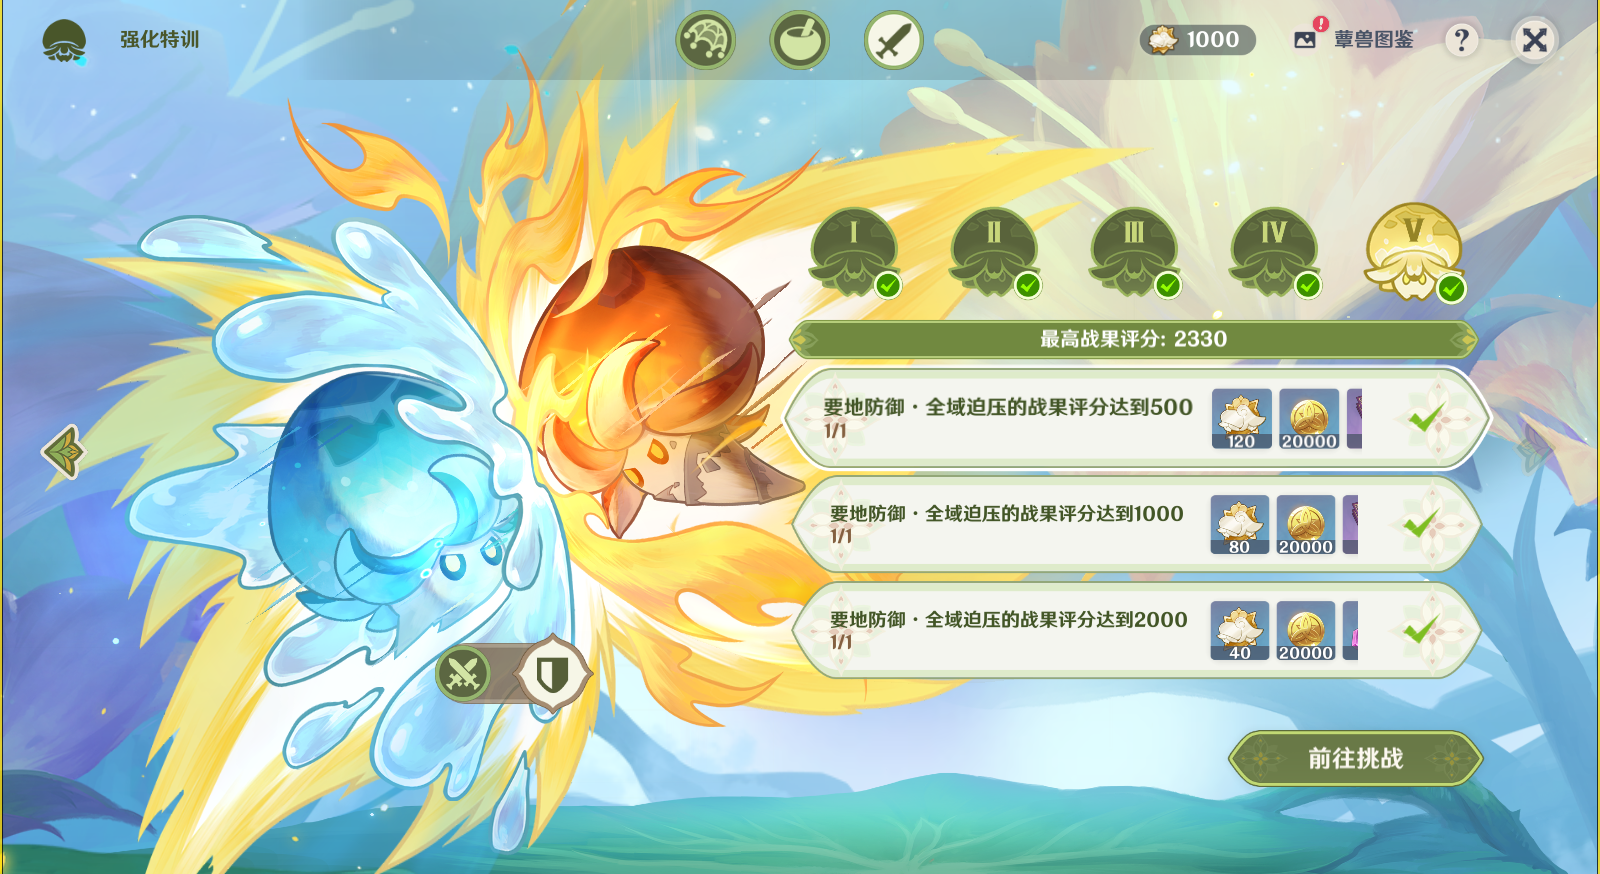 强化特训
1000
蕈兽图鉴
?
I
II
III
IV
V
最高战果评分: 2330
要地防御·全域迫压的战果评分达到500
1/1
120
20000
要地防御·全域迫压的战果评分达到1000
1/1
80
20000
要地防御·全域迫压的战果评分达到2000
1/1
40
20000
前往挑战